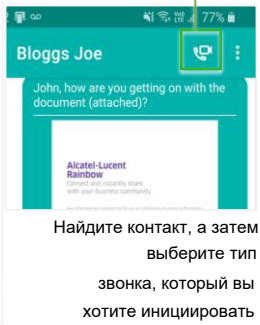 2 77%
Bloggs Joe
John, how are you getting on with the
document (attached)?
Alcatel-Lucent
Rainbow
Connect and instantly share
with your business community
Найдите контакт, а затем
выберите тип
звонка, который вы
хотите инициировать